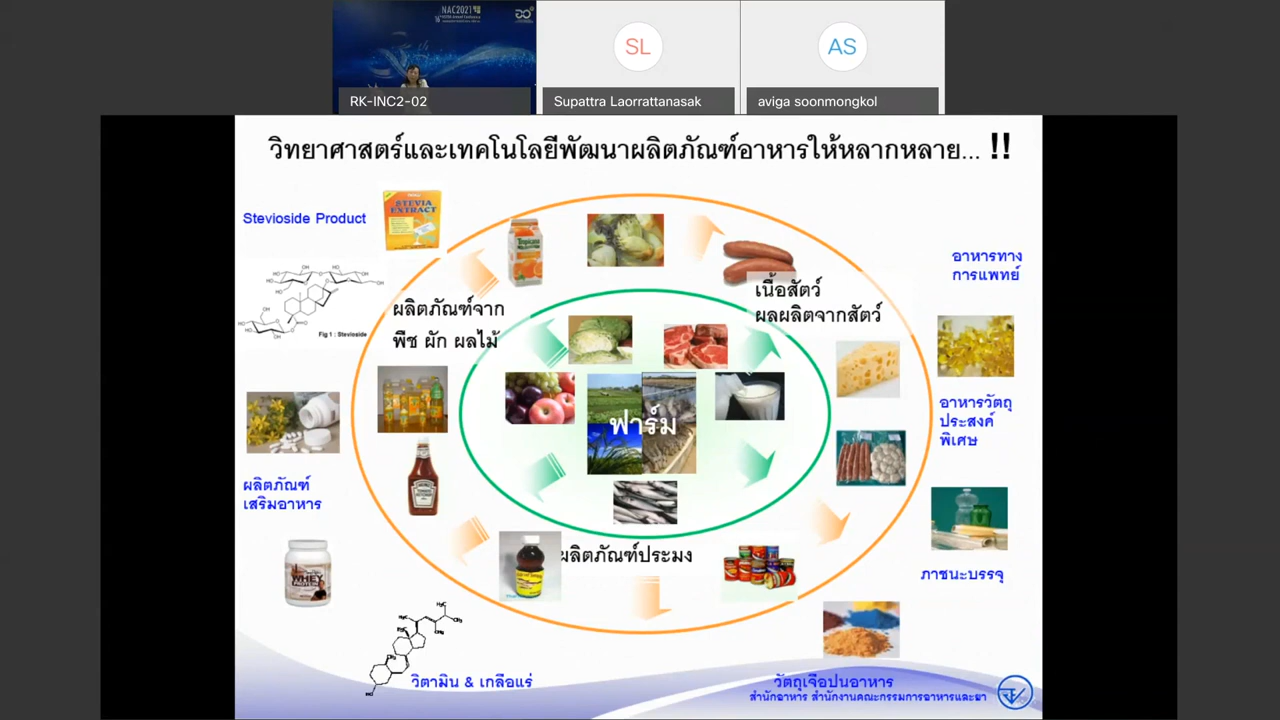 NAC2021
RK-INC2-02
SL
Supattra Laorrattanasak
AS
aviga soonmongkol
วิทยาศาสตร์และเทคโนโลยีพัฒนาผลิตภัณฑ์อาหารให้หลากหลาย... !!
Stevioside Product
STEVIA
EXTRACT
Tropicana
อาหารทาง
การแพทย์
เนื้อสัตว์
ผลผลิตจากสัตว์
ผลิตภัณฑ์จาก
พืช ผัก ผลไม้
Fig 1 : Stevioside
ฟาร์ม
อาหารวัตถุ
ประสงค์
พิเศษ
HEINZ
ผลิตภัณฑ์
เสริมอาหาร
ผลิตภัณฑ์ประมง
ภาชนะบรรจุ
WHEY
PROTEIN
วิตามิน & เกลือแร่
วัตถุเจือปนอาหาร
สำนักอาหาร สำนักงานคณะกรรมการอาหารและยา